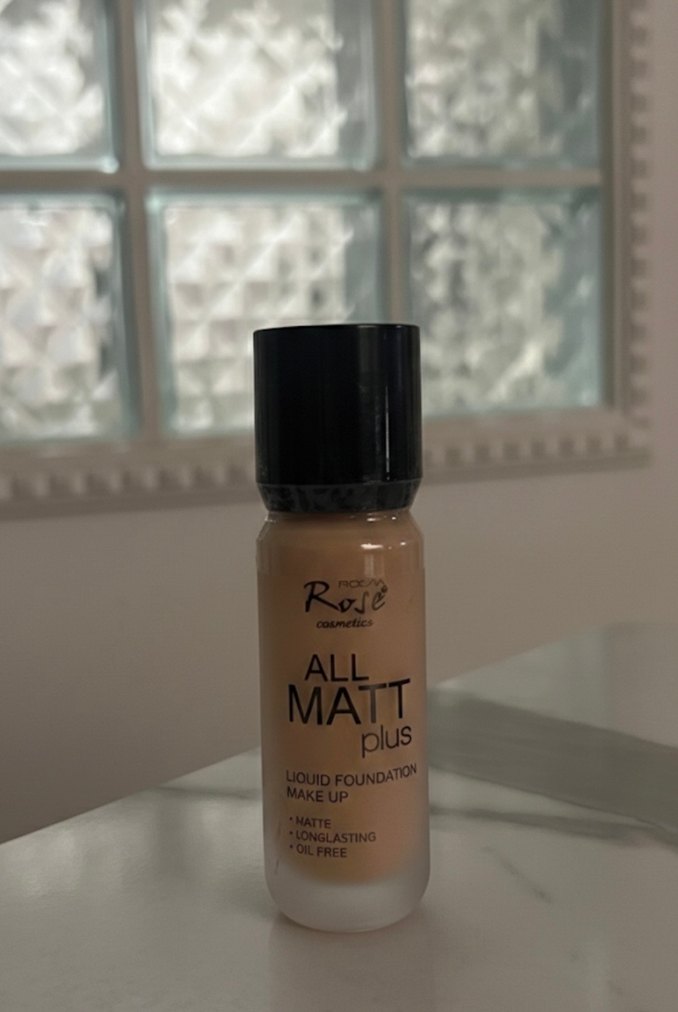 Rose
cosmetics
ALL
MATT
plus
LIQUID FOUNDATION
MAKE UP
• MATTE
• LONGLASTING
• OIL FREE